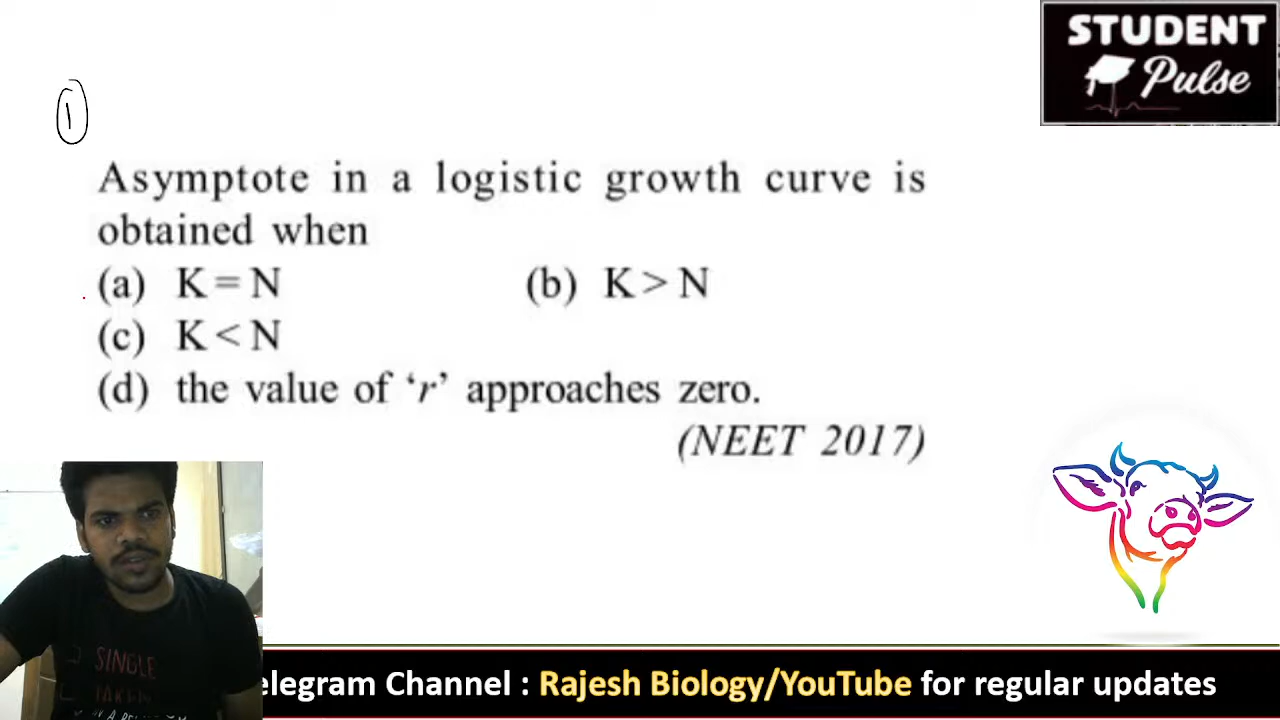 STUDENT
Pulse
1
Asymptote in a logistic growth curve is
obtained when
(a) K = N (b) K > N
(c) K < N
(d) the value of ‘r’ approaches zero.
(NEET 2017)
SINGLE
elegram Channel : Rajesh Biology/YouTube for regular updates